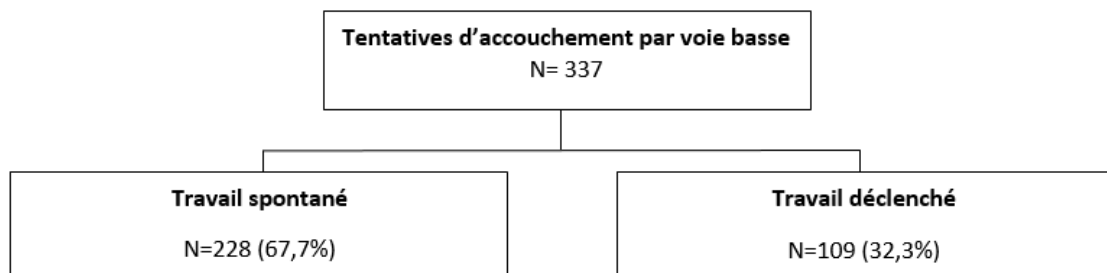 Tentatives d’accouchement par voie basse
N= 337
Travail spontané
N=228 (67,7%)
Travail déclenché
N=109 (32,3%)